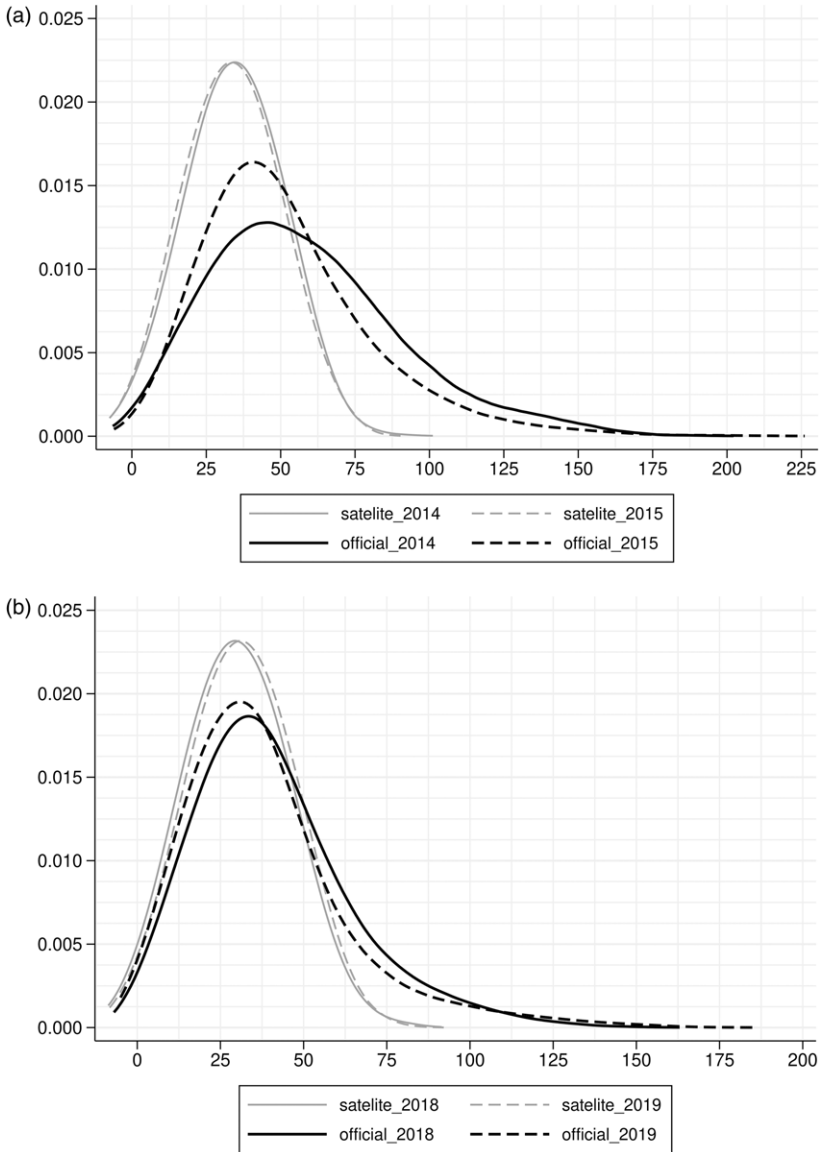 (a)
0.025
0.020
0.015
0.010
0.005
0.000
0 25 50 75 100 125 150 175 200 225
satelite_2014 satelite_2015
official_2014 official_2015
(b)
0.025
0.020
0.015
0.010
0.005
0.000
0 25 50 75 100 125 150 175 200
satelite_2018 satelite_2019
official_2018 official_2019